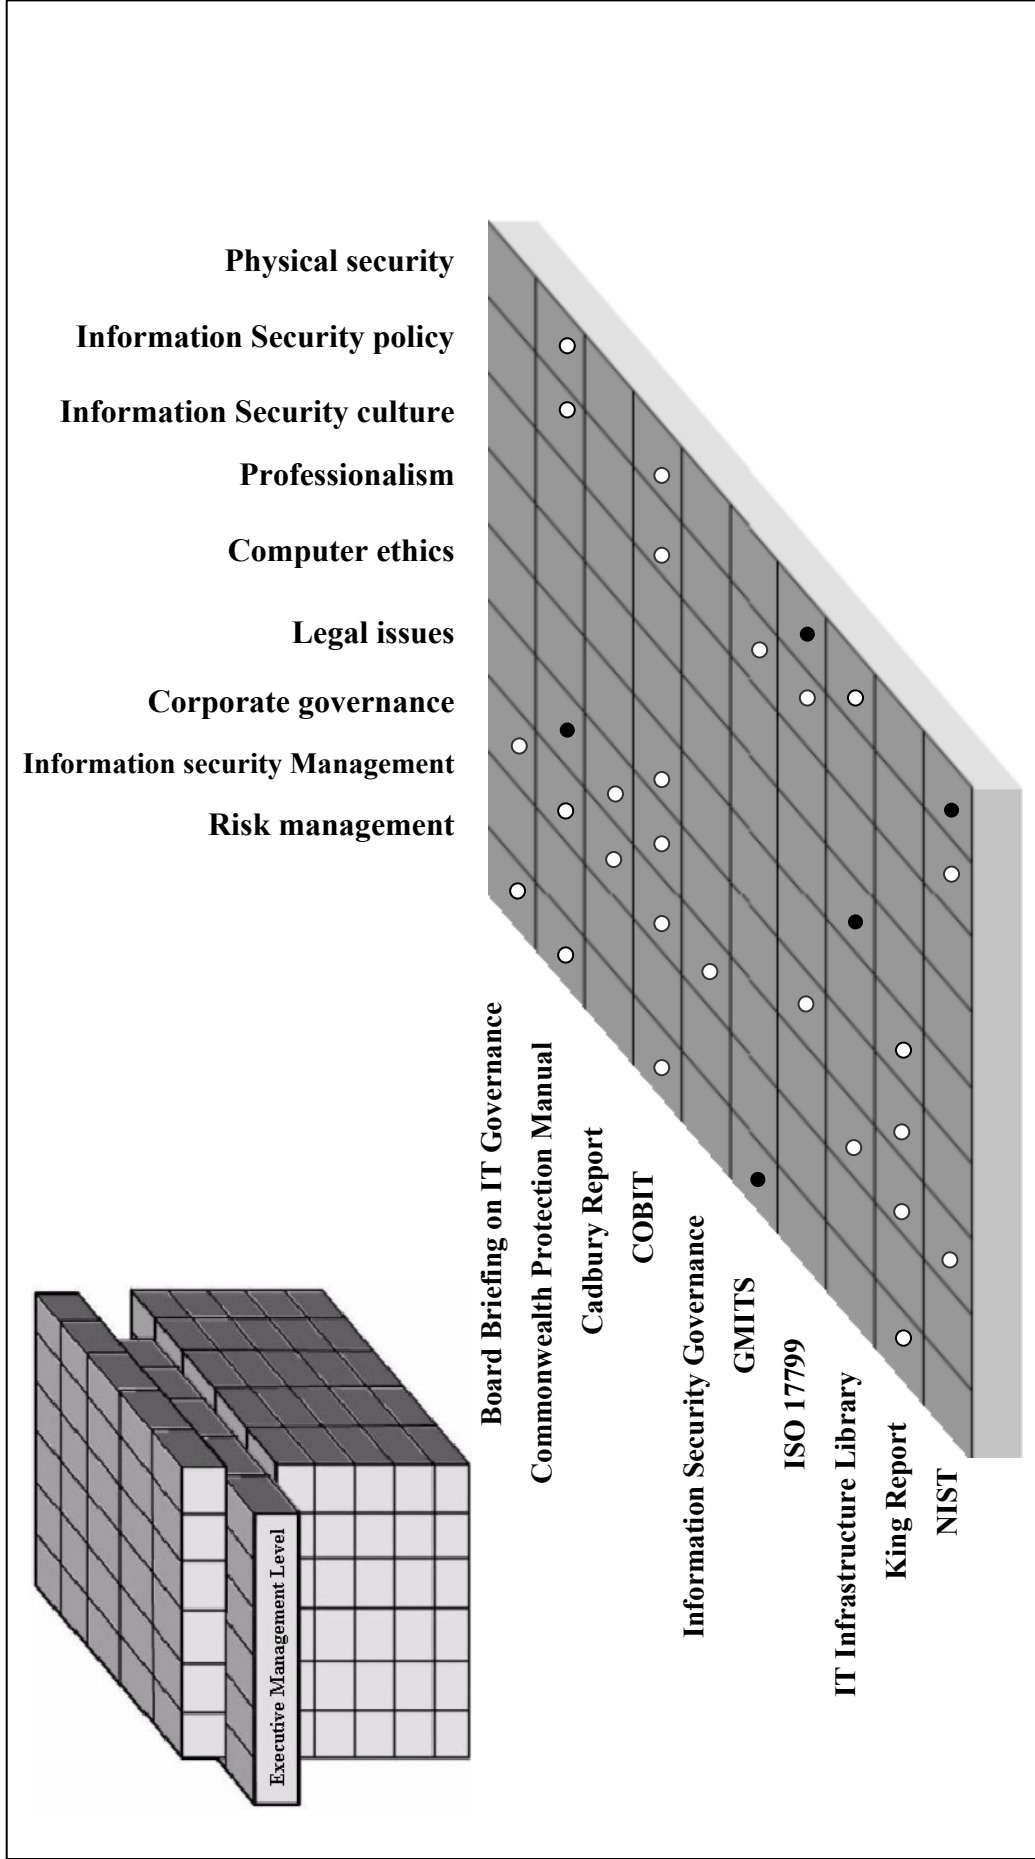 Physical security
Information Security policy
Information Security culture
Professionalism
Computer ethics
Legal issues
Corporate governance
Information security Management
Risk management
Board Briefing on IT Governance
Commonwealth Protection Manual
Cadbury Report
COBIT
Information Security Governance
GMITS
ISO 17799
IT Infrastructure Library
King Report
NIST
Executive Management Level